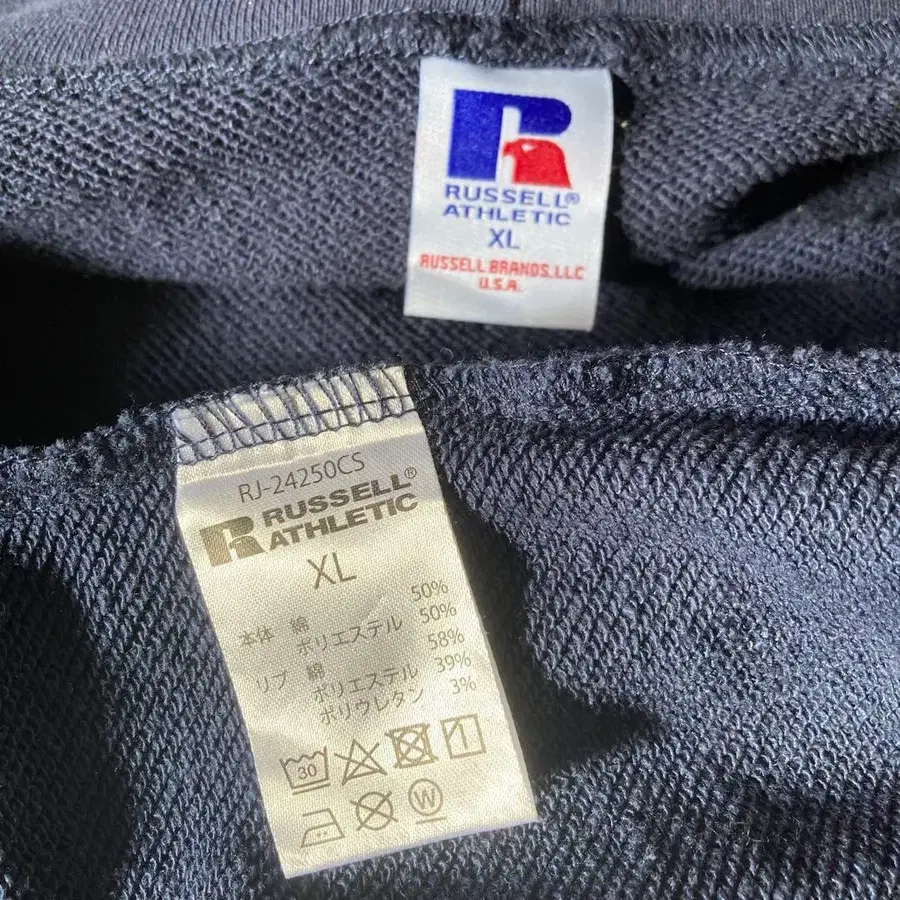 RUSSELL®
ATHLETIC
XL
RUSSELL BRANDS, LLC
U.S.A.
RJ-24250CS
RUSSELL®
ATHLETIC
XL
本体 綿 50%
ポリエステル 50%
リブ 綿 58%
ポリエステル 39%
ポリウレタン 3%
30
W